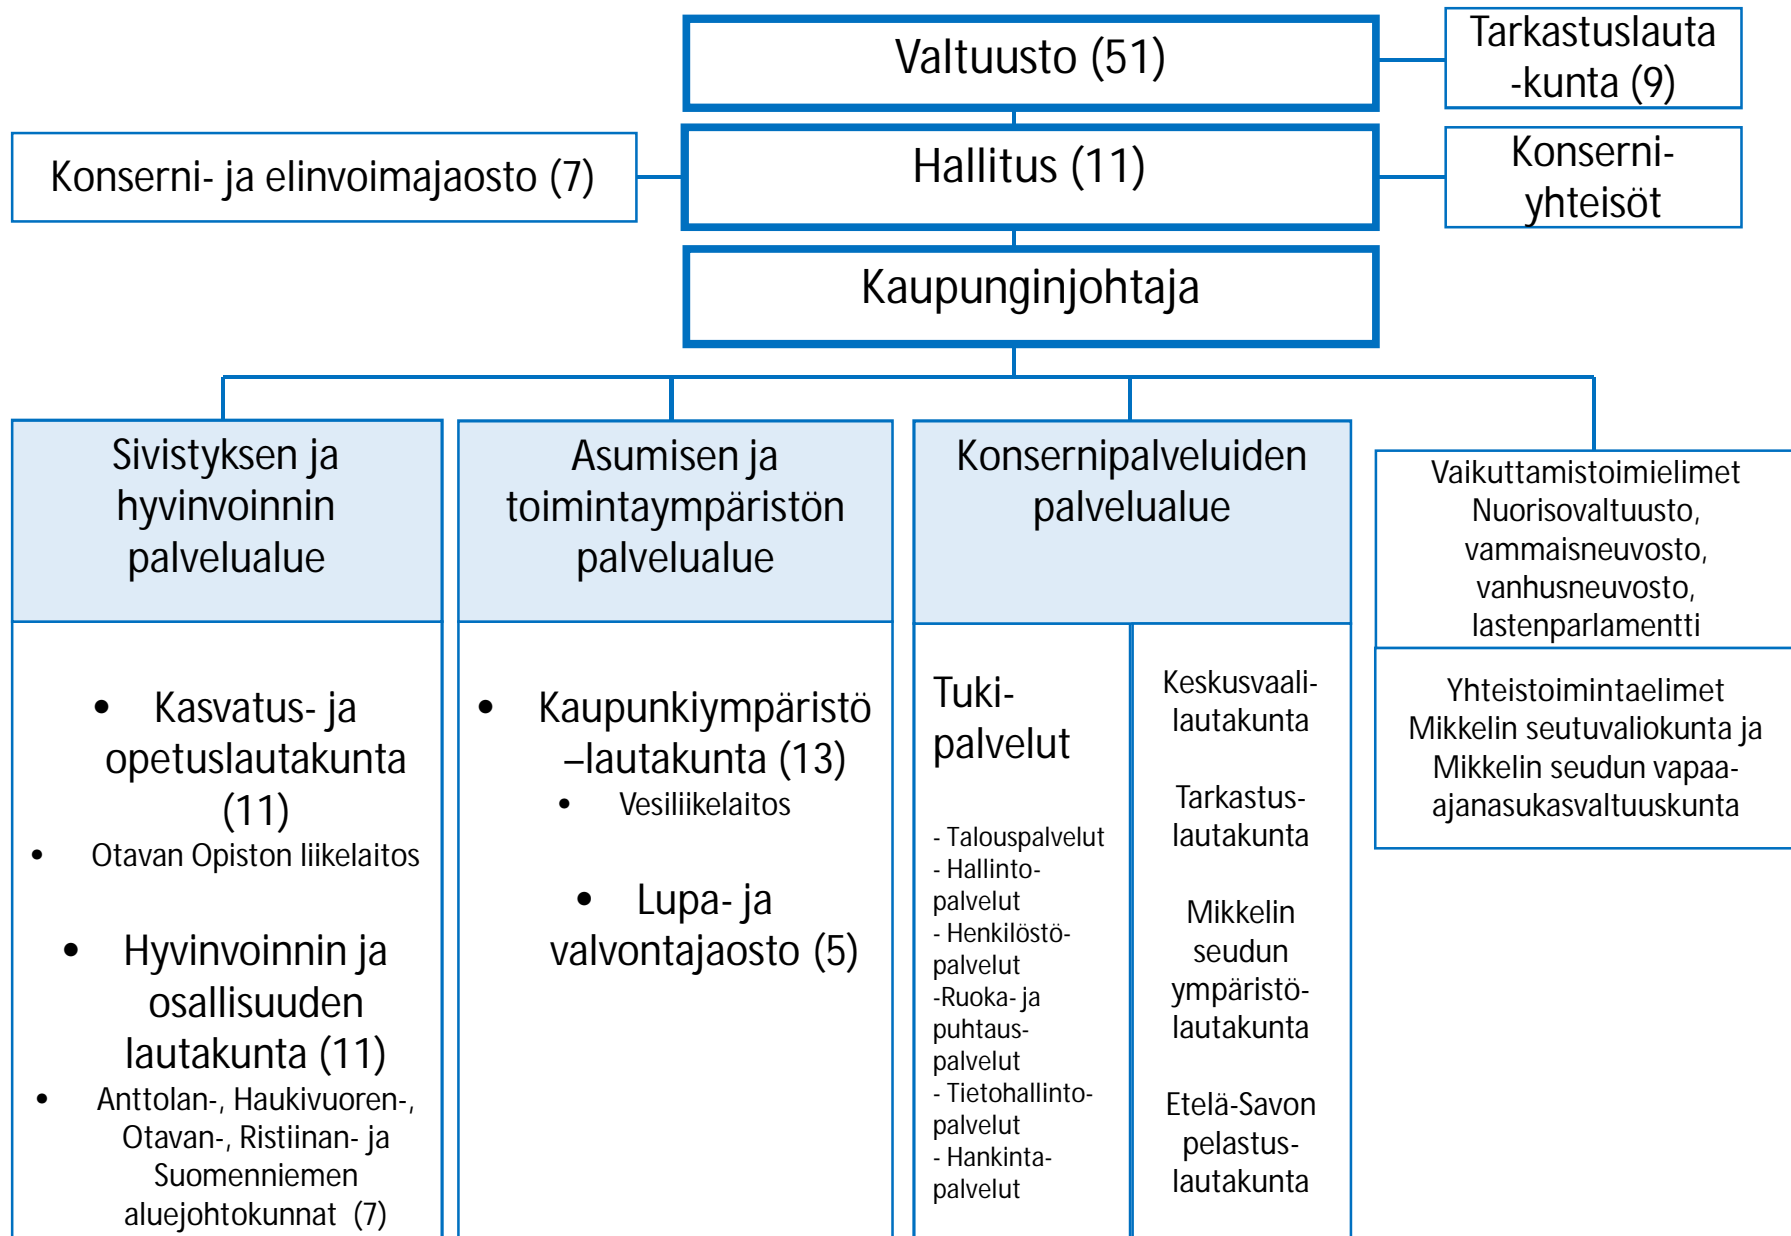 Valtuusto (51)
Tarkastuslauta
-kunta (9)
Konserni- ja elinvoimajaosto (7)
Hallitus (11)
Konserni-
yhteisöt
Kaupunginjohtaja
Sivistyksen ja
hyvinvoinnin
palvelualue
• Kasvatus- ja
opetuslautakunta
(11)
• Otavan Opiston liikelaitos
• Hyvinvoinnin ja
osallisuuden
lautakunta (11)
• Anttolan-, Haukivuoren-,
Otavan-, Ristiinan- ja
Suomenniemen
aluejohtokunnat (7)
Asumisen ja
toimintaympäristön
palvelualue
• Kaupunkiympäristö
–lautakunta (13)
• Vesiliikelaitos
• Lupa- ja
valvontajaosto (5)
Konsernipalveluiden
palvelualue
Tuki-
palvelut
- Talouspalvelut
- Hallinto-
palvelut
- Henkilöstö-
palvelut
-Ruoka- ja
puhtaus-
palvelut
- Tietohallinto-
palvelut
- Hankinta-
palvelut
Keskusvaali-
lautakunta
Tarkastus-
lautakunta
Mikkelin
seudun
ympäristö-
lautakunta
Etelä-Savon
pelastus-
lautakunta
Vaikuttamistoimielimet
Nuorisovaltuusto,
vammaisneuvosto,
vanhusneuvosto,
lastenparlamentti
Yhteistoimintaelimet
Mikkelin seutuvaliokunta ja
Mikkelin seudun vapaa-
ajanasukasvaltuuskunta